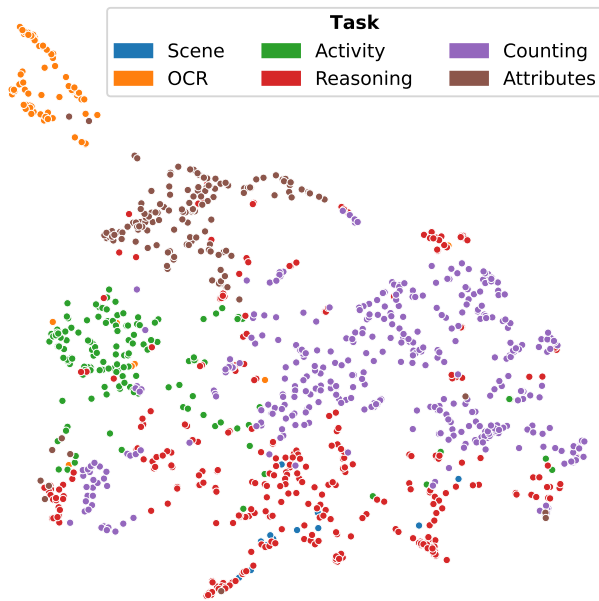 Task
Scene
Activity
Counting
OCR
Reasoning
Attributes